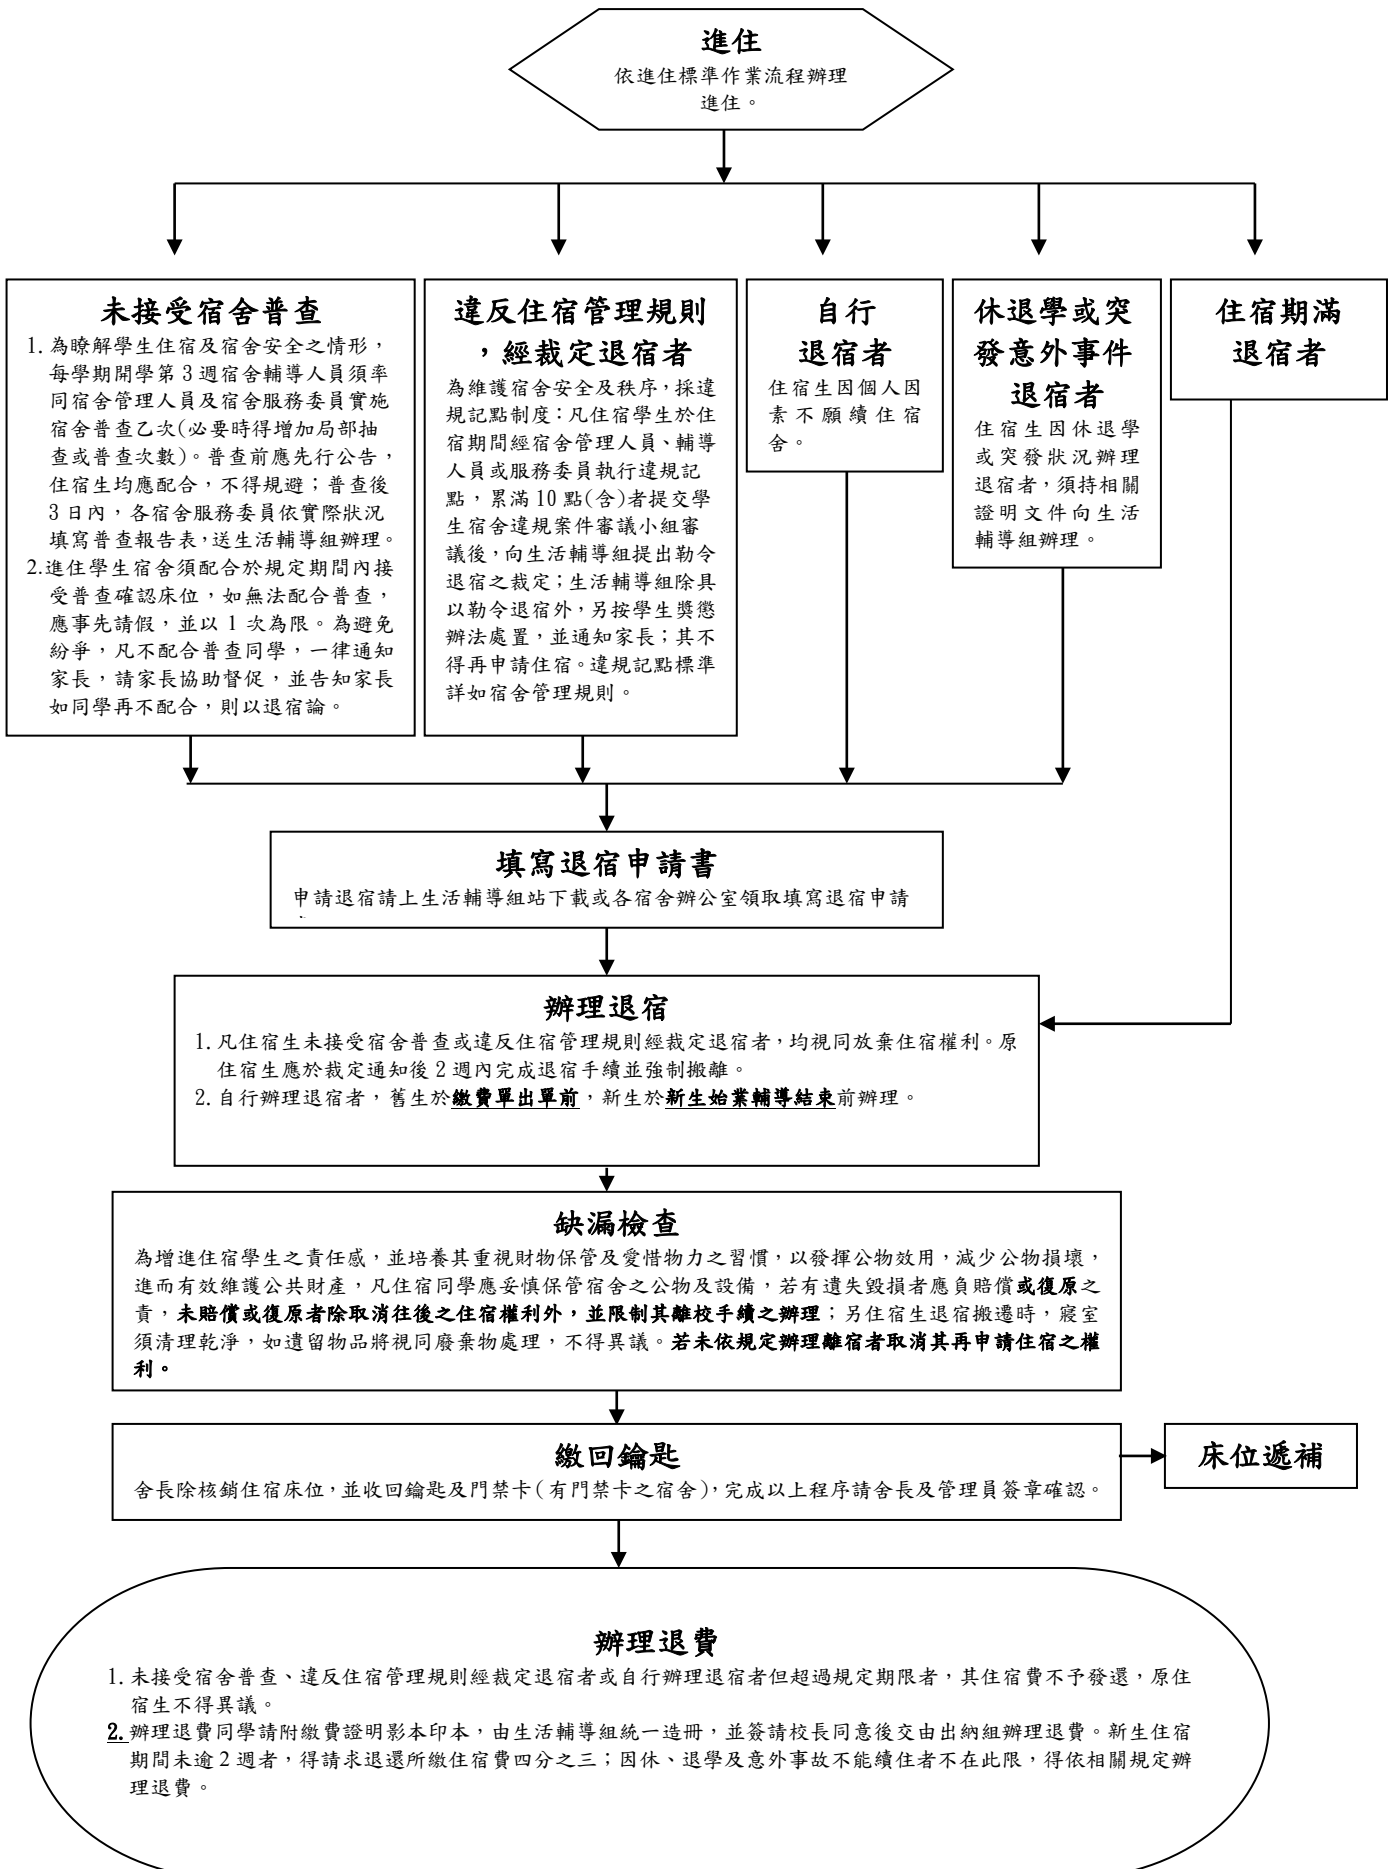 進住
依進住標準作業流程辦理
進住。
未接受宿舍普查
1.為瞭解學生住宿及宿舍安全之情形，
每學期開學第3週宿舍輔導人員須率
同宿舍管理人員及宿舍服務委員實施
宿舍普查乙次(必要時得增加局部抽
查或普查次數)。普查前應先行公告，
住宿生均應配合，不得規避；普查後
3日內，各宿舍服務委員依實際狀況
填寫普查報告表，送生活輔導組辦理。
2.進住學生宿舍須配合於規定期間內接
受普查確認床位，如無法配合普查，
應事先請假，並以1次為限。為避免
紛爭，凡不配合普查同學，一律通知
家長，請家長協助督促，並告知家長
如同學再不配合，則以退宿論。
違反住宿管理規則
，經裁定退宿者
為維護宿舍安全及秩序，採違
規記點制度：凡住宿學生於住
宿期間經宿舍管理人員、輔導
人員或服務委員執行違規記
點，累滿10點(含)者提交學
生宿舍違規案件審議小組審
議後，向生活輔導組提出勒令
退宿之裁定；生活輔導組除具
以勒令退宿外，另按學生獎懲
辦法處置，並通知家長；其不
得再申請住宿。違規記點標準
詳如宿舍管理規則。
自行
退宿者
住宿生因個人因
素不願續住宿
舍。
休退學或突
發意外事件
退宿者
住宿生因休退學
或突發狀況辦理
退宿者，須持相關
證明文件向生活
輔導組辦理。
住宿期滿
退宿者
填寫退宿申請書
申請退宿請上生活輔導組站下載或各宿舍辦公室領取填寫退宿申請
辦理退宿
1.凡住宿生未接受宿舍普查或違反住宿管理規則經裁定退宿者，均視同放棄住宿權利。原
住宿生應於裁定通知後2週內完成退宿手續並強制搬離。
2.自行辦理退宿者，舊生於繳費單出單前，新生於新生始業輔導結束前辦理。
缺漏檢查
為增進住宿學生之責任感，並培養其重視財物保管及愛惜物力之習慣，以發揮公物效用，減少公物損壞，
進而有效維護公共財產，凡住宿同學應妥慎保管宿舍之公物及設備，若有遺失毀損者應負賠償或復原之
責，未賠償或復原者除取消往後之住宿權利外，並限制其離校手續之辦理；另住宿生退宿搬遷時，寢室
須清理乾淨，如遺留物品將視同廢棄物處理，不得異議。若未依規定辦理離宿者取消其再申請住宿之權
利。
繳回鑰匙
舍長除核銷住宿床位，並收回鑰匙及門禁卡(有門禁卡之宿舍)，完成以上程序請舍長及管理員簽章確認。
床位遞補
辦理退費
1.未接受宿舍普查、違反住宿管理規則經裁定退宿者或自行辦理退宿者但超過規定期限者，其住宿費不予發還，原住
宿生不得異議。
2.辦理退費同學請附繳費證明影本印本，由生活輔導組統一造冊，並簽請校長同意後交由出納組辦理退費。新生住宿
期間未逾2週者，得請求退還所繳住宿費四分之三；因休、退學及意外事故不能續住者不在此限，得依相關規定辦
理退費。